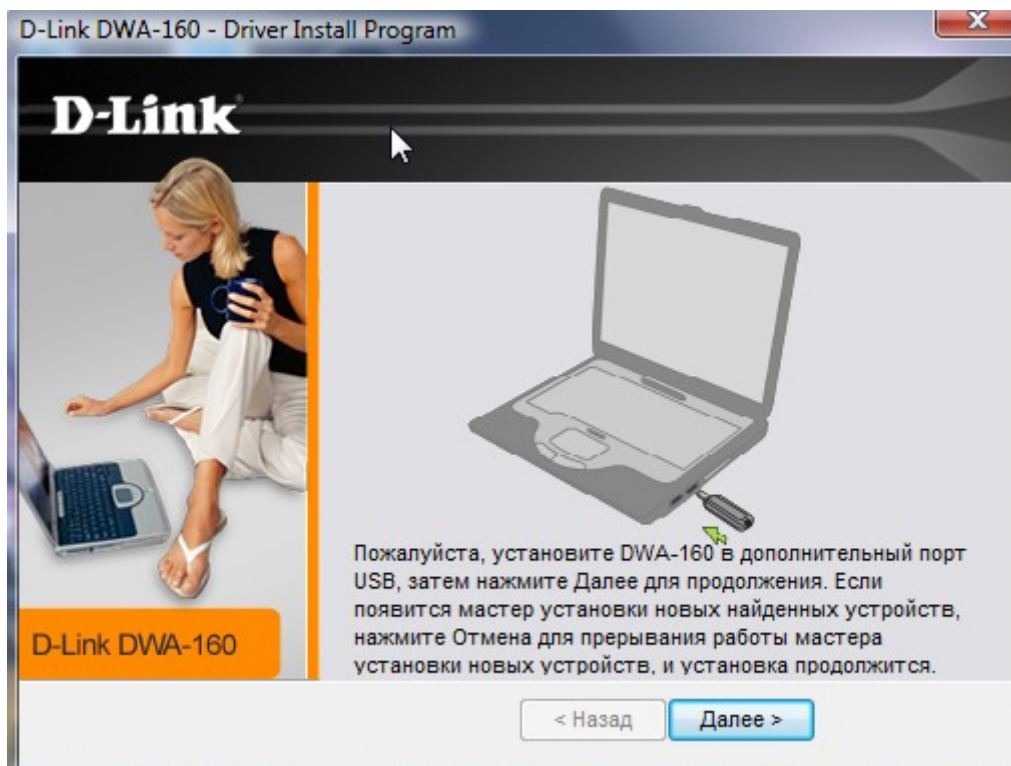 D-Link DWA-160 - Driver Install Program
D-Link
Пожалуйста, установите DWA-160 в дополнительный порт
USB, затем нажмите Далее для продолжения. Если
появится мастер установки новых найденных устройств,
нажмите Отмена для прерывания работы мастера
установки новых устройств, и установка продолжится.
D-Link DWA-160
< Назад
Далее >